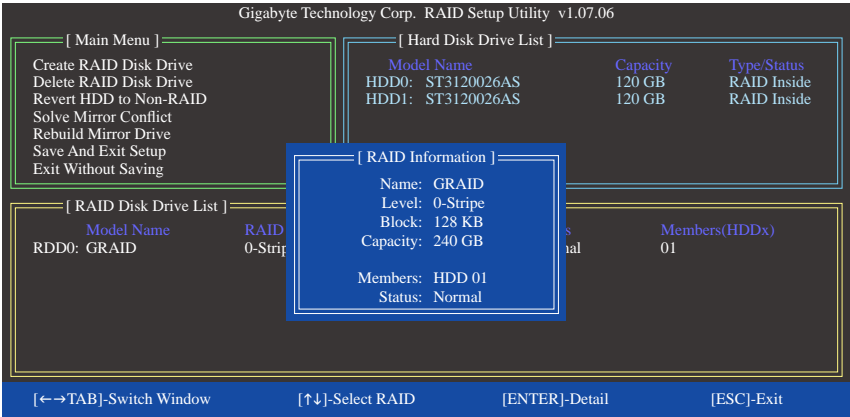 Gigabyte Technology Corp. RAID Setup Utility v1.07.06
[ Main Menu ]
Create RAID Disk Drive
Delete RAID Disk Drive
Revert HDD to Non-RAID
Solve Mirror Conflict
Rebuild Mirror Drive
Save And Exit Setup
Exit Without Saving
[ Hard Disk Drive List ]
Model Name Capacity Type/Status
HDD0: ST3120026AS 120 GB RAID Inside
HDD1: ST3120026AS 120 GB RAID Inside
[ RAID Information ]
Name: GRAID
Level: 0-Stripe
Block: 128 KB
Capacity: 240 GB
Members: HDD 01
Status: Normal
[ RAID Disk Drive List ]
Model Name RAID Members(HDDx)
RDD0: GRAID 01
[←→TAB]-Switch Window [↑↓]-Select RAID [ENTER]-Detail [ESC]-Exit